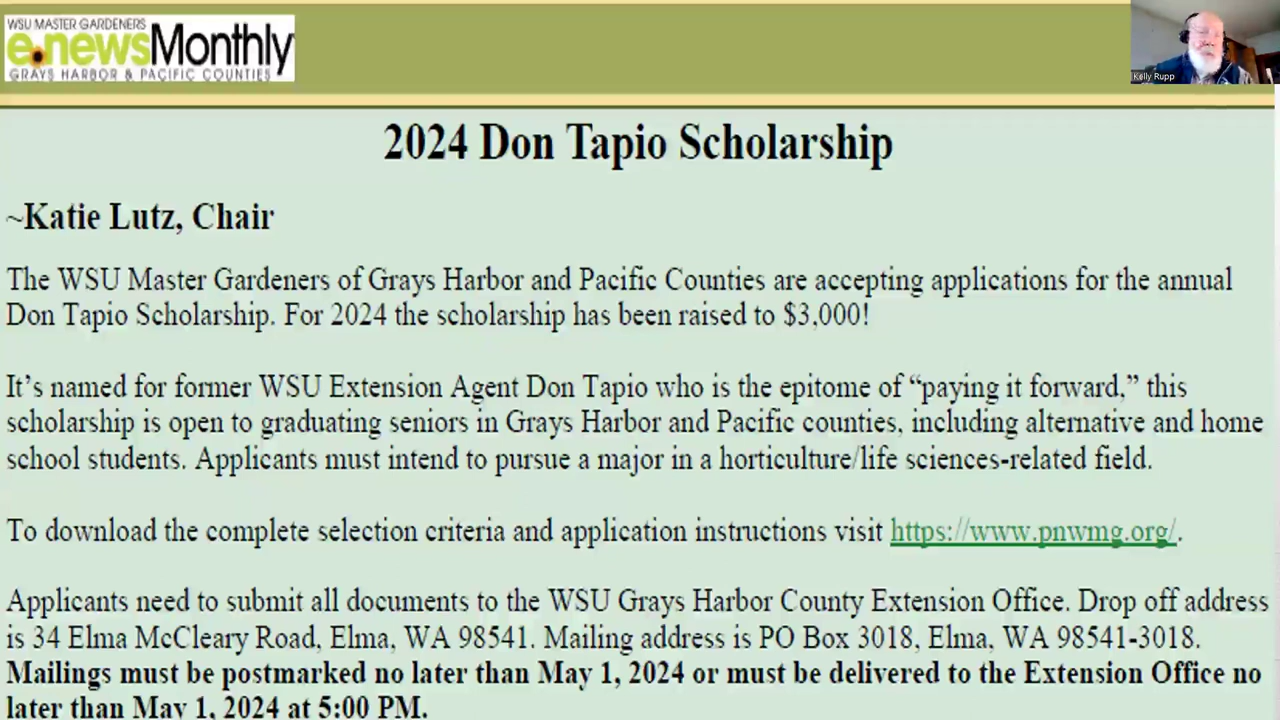 WSU MASTER GARDENERS
e.newsMonthly
GRAYS HARBOR & PACIFIC COUNTIES
Kelly Rupp
2024 Don Tapio Scholarship
~Katie Lutz, Chair
The WSU Master Gardeners of Grays Harbor and Pacific Counties are accepting applications for the annual
Don Tapio Scholarship. For 2024 the scholarship has been raised to $3,000!
It’s named for former WSU Extension Agent Don Tapio who is the epitome of “paying it forward,” this
scholarship is open to graduating seniors in Grays Harbor and Pacific counties, including alternative and home
school students. Applicants must intend to pursue a major in a horticulture/life sciences-related field.
To download the complete selection criteria and application instructions visit https://www.pnwmg.org/.
Applicants need to submit all documents to the WSU Grays Harbor County Extension Office. Drop off address
is 34 Elma McCleary Road, Elma, WA 98541. Mailing address is PO Box 3018, Elma, WA 98541-3018.
Mailings must be postmarked no later than May 1, 2024 or must be delivered to the Extension Office no
later than May 1, 2024 at 5:00 PM.